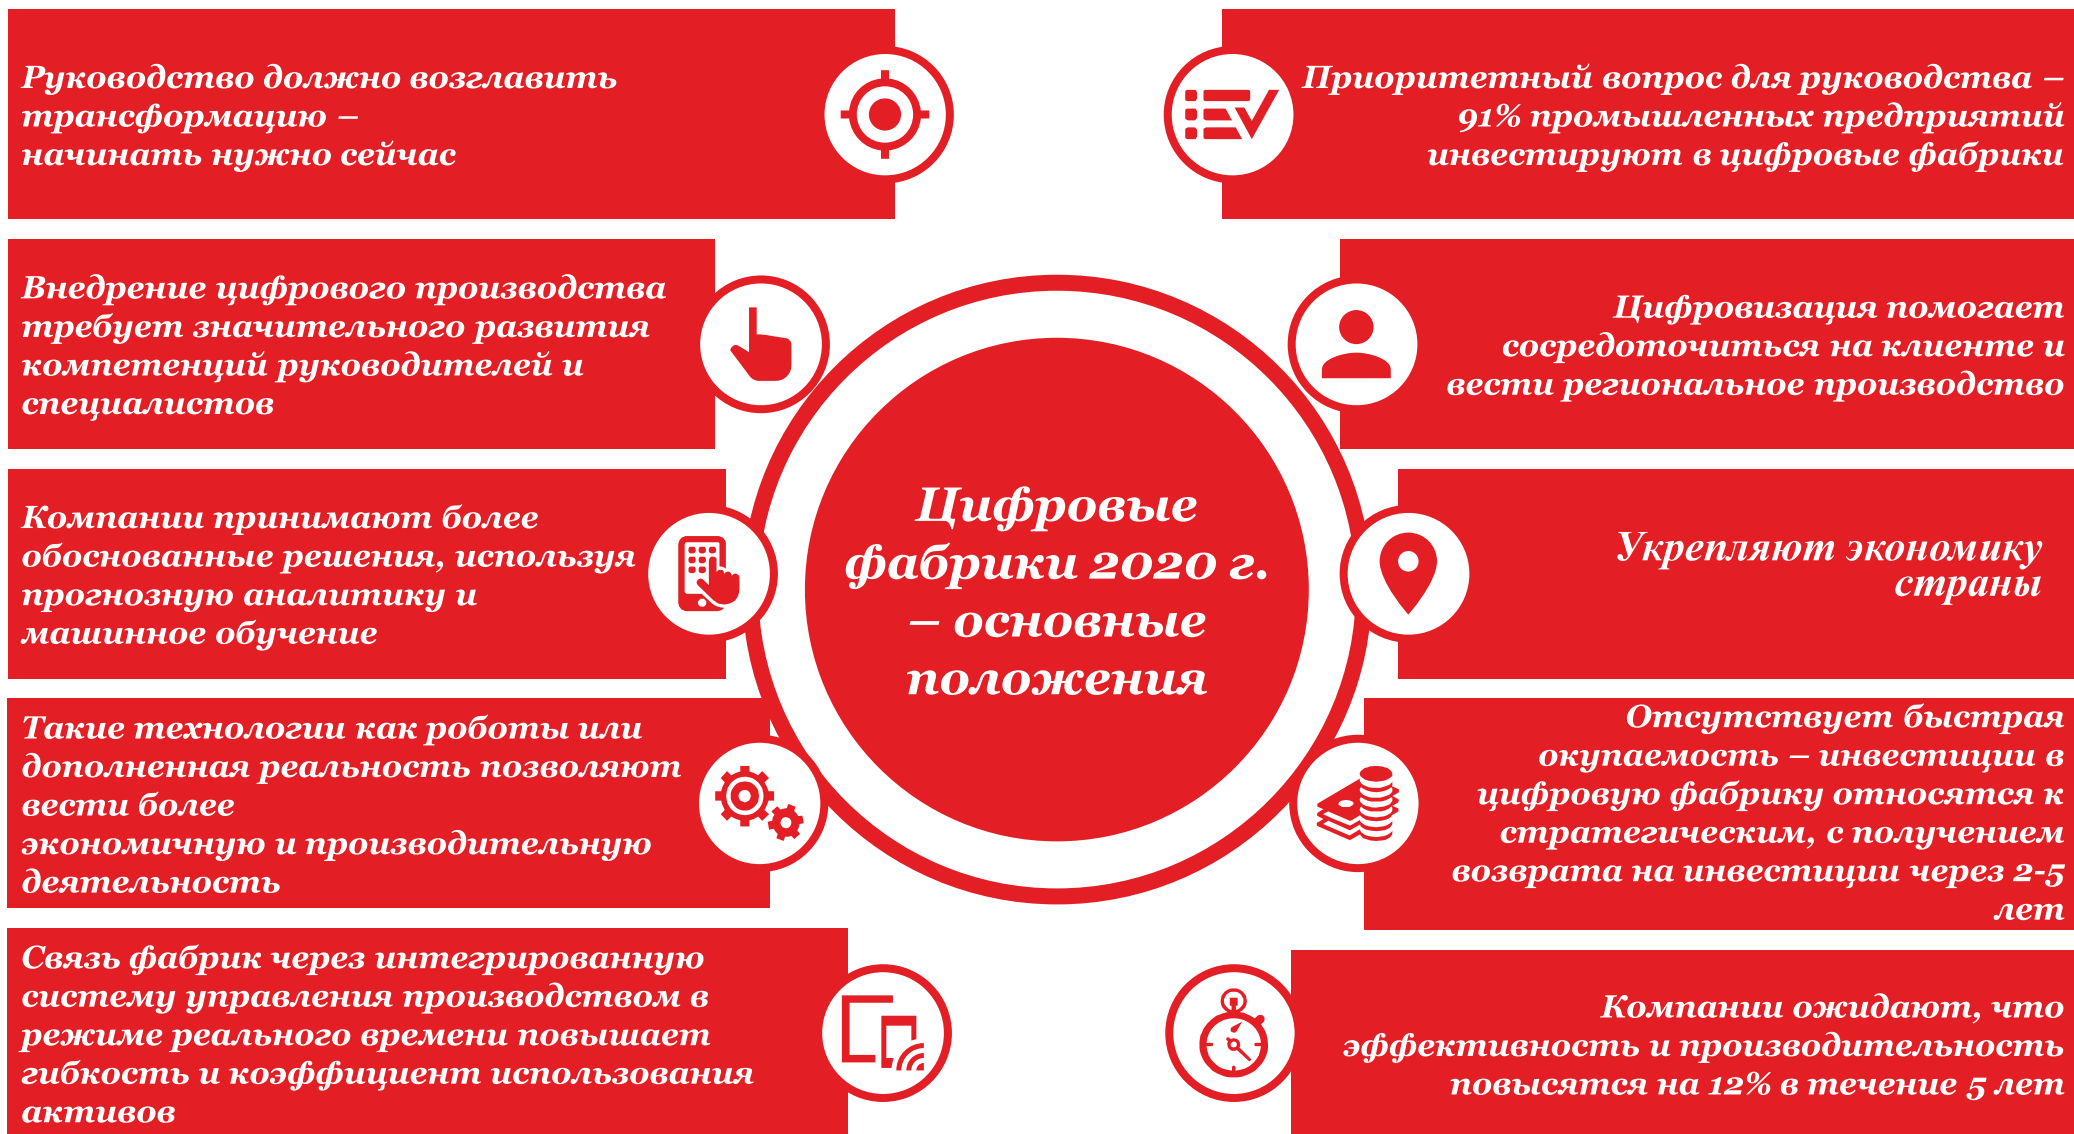 Руководство должно возглавить
трансформацию –
начинать нужно сейчас
Внедрение цифрового производства
требует значительного развития
компетенций руководителей и
специалистов
Компании принимают более
обоснованные решения, используя
прогнозную аналитику и
машинное обучение
Такие технологии как роботы или
дополненная реальность позволяют
вести более
экономичную и производительную
деятельность
Связь фабрик через интегрированную
систему управления производством в
режиме реального времени повышает
гибкость и коэффициент использования
активов
Цифровые
фабрики 2020 г.
– основные
положения
Приоритетный вопрос для руководства –
91% промышленных предприятий
инвестируют в цифровые фабрики
Цифровизация помогает
сосредоточиться на клиенте и
вести региональное производство
Укрепляют экономику
страны
Отсутствует быстрая
окупаемость – инвестиции в
цифровую фабрику относятся к
стратегическим, с получением
возврата на инвестиции через 2-5
лет
Компании ожидают, что
эффективность и производительность
повысятся на 12% в течение 5 лет